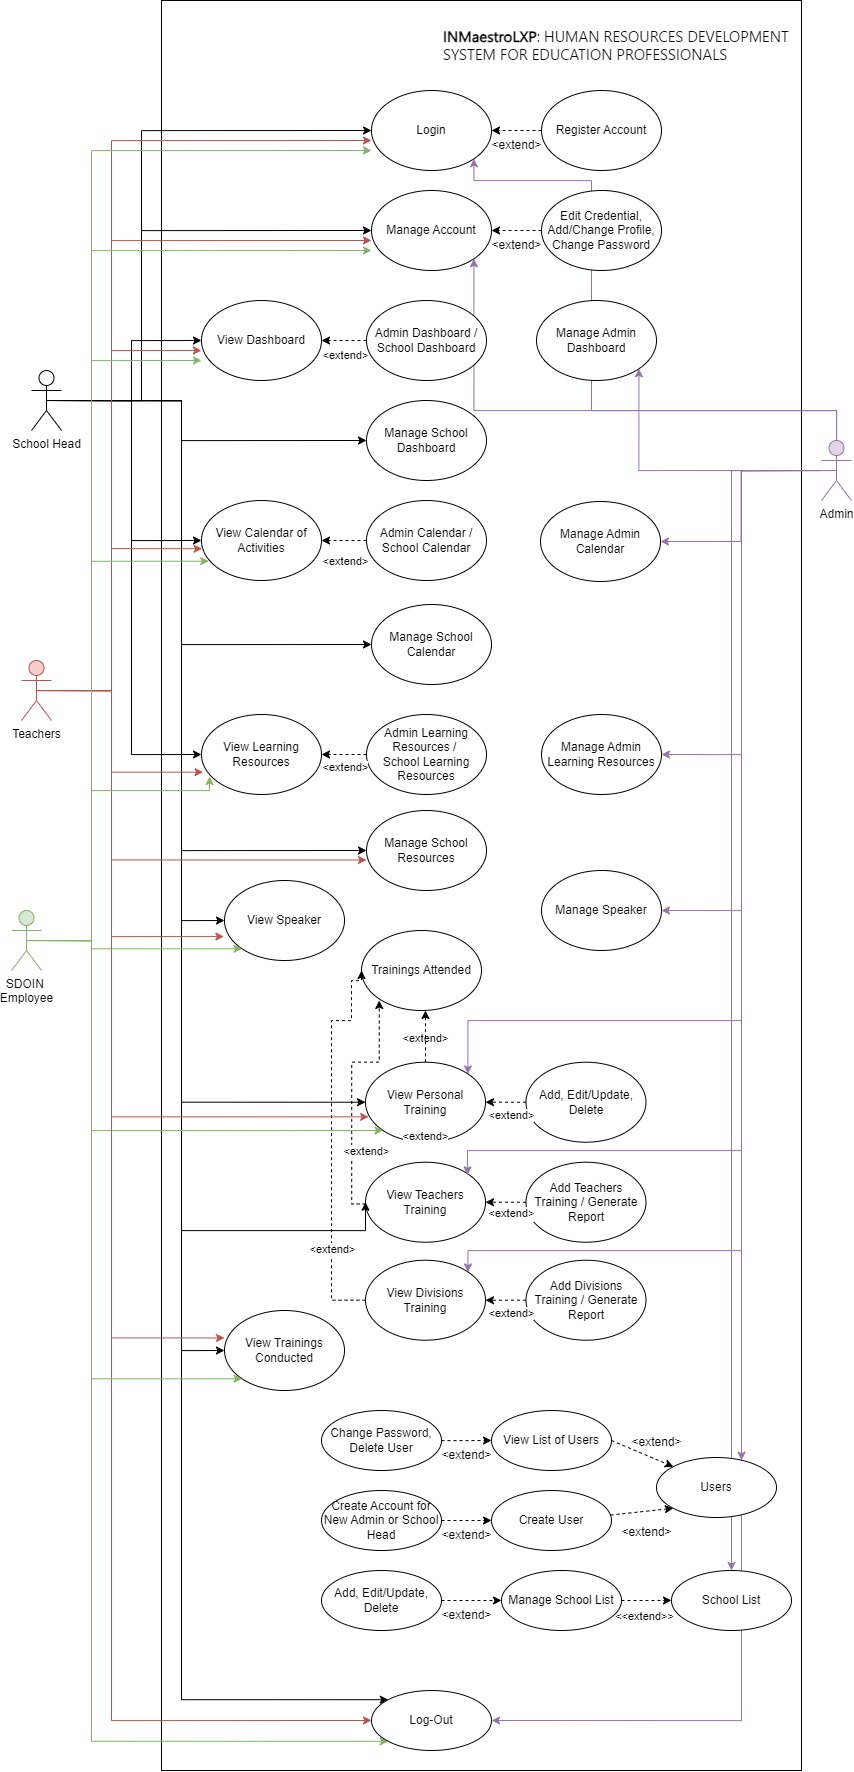 INMaestroLXP: HUMAN RESOURCES DEVELOPMENT
SYSTEM FOR EDUCATION PROFESSIONALS
Login
<extend>
Register Account
Manage Account
<extend>
Edit Credential,
Add/Change Profile,
Change Password
View Dashboard
<extend>
Admin Dashboard /
School Dashboard
Manage Admin
Dashboard
School Head
Manage School
Dashboard
Admin
View Calendar of
Activities
<extend>
Admin Calendar /
School Calendar
Manage Admin
Calendar
Manage School
Calendar
Teachers
View Learning
Resources
<extend>
Admin Learning
Resources /
School Learning
Resources
Manage Admin
Learning Resources
Manage School
Resources
View Speaker
Manage Speaker
SDOIN
Employee
Trainings Attended
<extend>
View Personal
Training
<extend>
Add, Edit/Update,
Delete
<extend>
<extend>
View Teachers
Training
<extend>
Add Teachers
Training / Generate
Report
<extend>
View Divisions
Training
<extend>
Add Divisions
Training / Generate
Report
View Trainings
Conducted
Change Password,
Delete User
<extend>
View List of Users
<extend>
Users
Create Account for
New Admin or School
Head
<extend>
Create User
<extend>
Add, Edit/Update,
Delete
<extend>
Manage School List
<<extend>>
School List
Log-Out